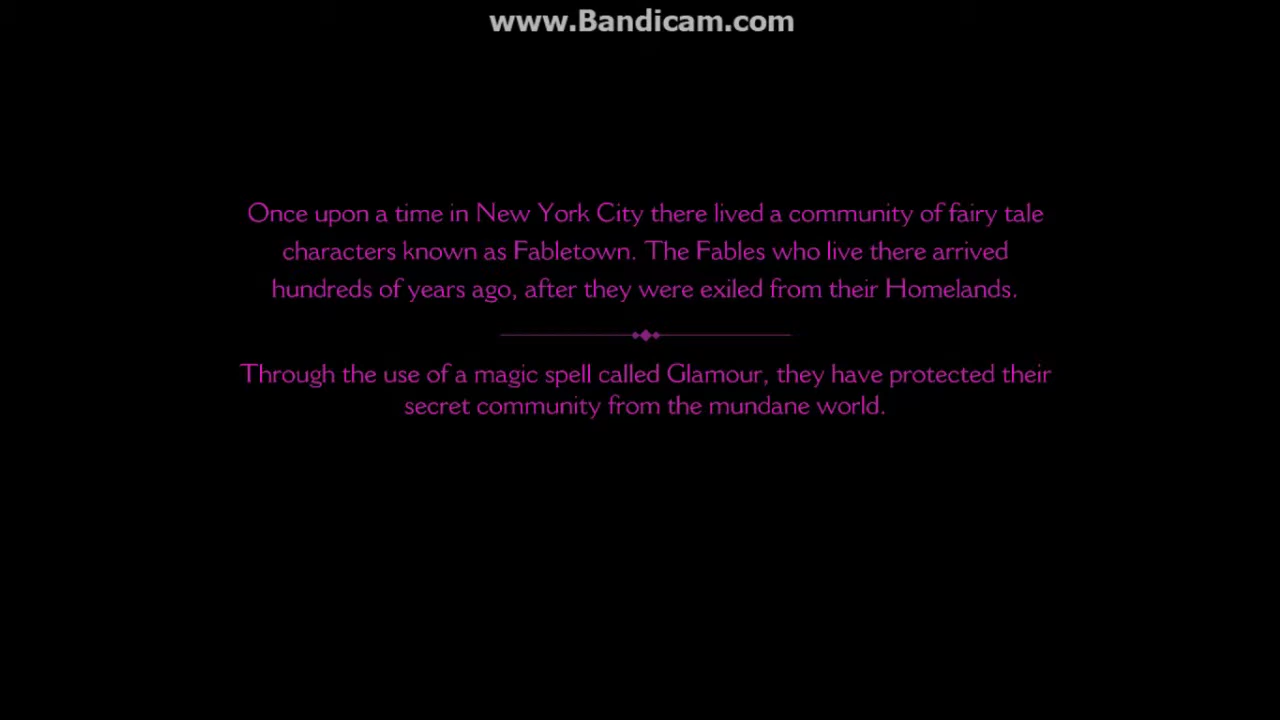 www.Bandicam.com
Once upon a time in New York City there lived a community of fairy tale
characters known as Fabletown. The Fables who live there arrived
hundreds of years ago, after they were exiled from their Homelands.
Through the use of a magic spell called Glamour, they have protected their
secret community from the mundane world.